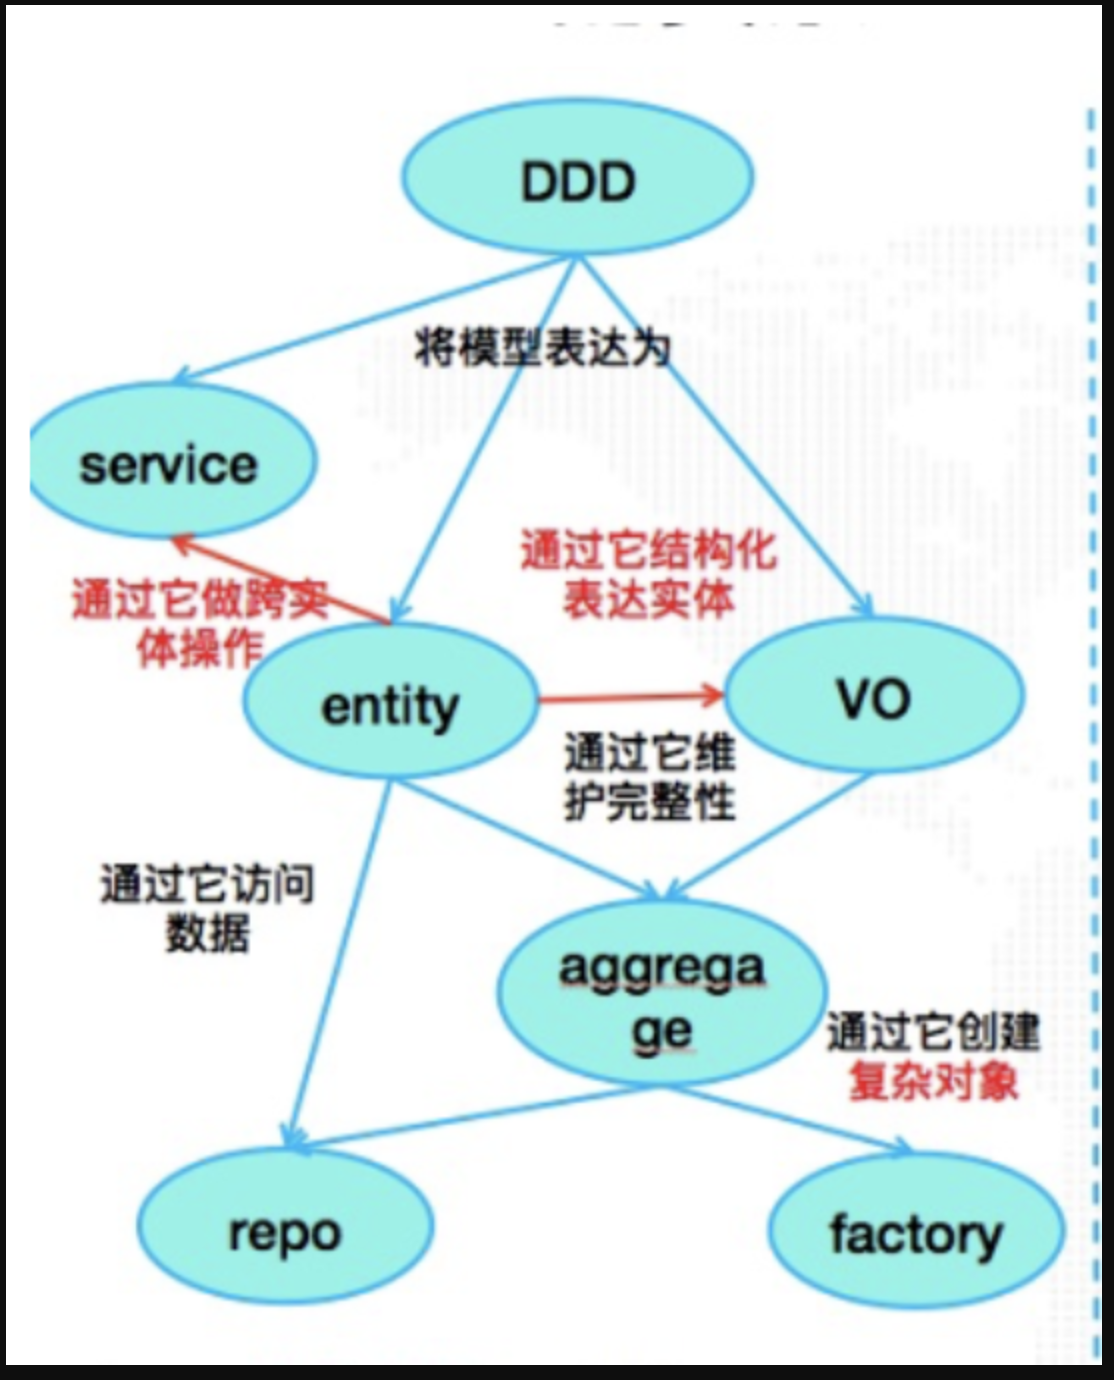 DDD
将模型表达为
service
通过它结构化
表达实体
通过它做跨实
体操作
entity
VO
通过它维
护完整性
通过它访问
数据
aggrega
ge
通过它创建
复杂对象
repo
factory